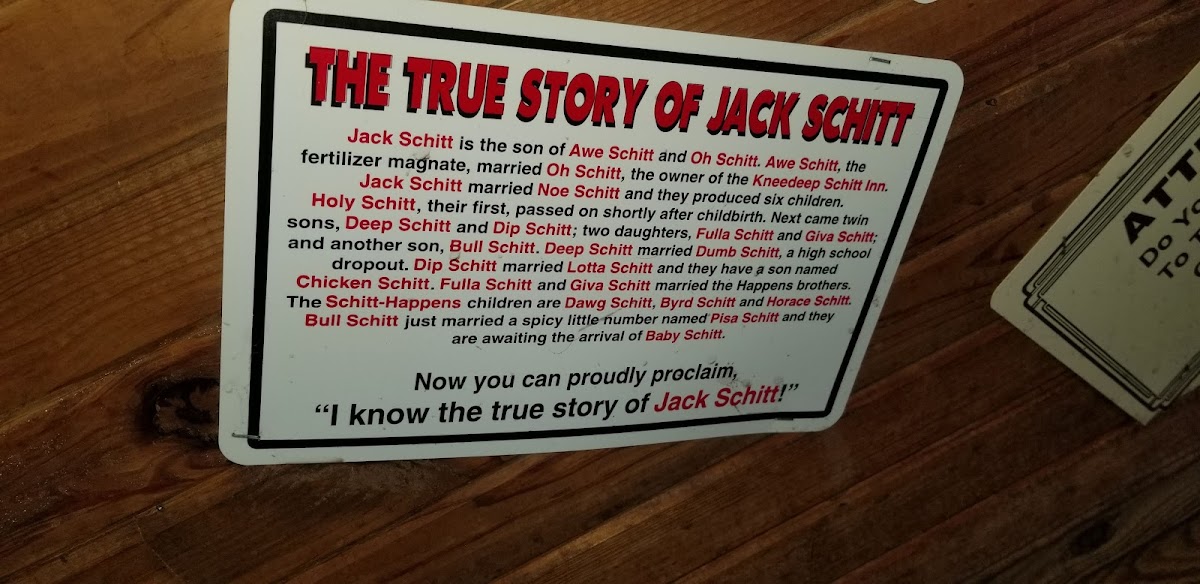 THE TRUE STORY OF JACK SCHITT
Jack Schitt is the son of Awe Schitt and Oh Schitt. Awe Schitt, the
fertilizer magnate, married Oh Schitt, the owner of the Kneedeep Schitt Inn.
Jack Schitt married Noe Schitt and they produced six children.
Holy Schitt, their first, passed on shortly after childbirth. Next came twin
sons, Deep Schitt and Dip Schitt; two daughters, Fulla Schitt and Giva Schitt;
and another son, Bull Schitt. Deep Schitt married Dumb Schitt, a high school
dropout. Dip Schitt married Lotta Schitt and they have a son named
Chicken Schitt. Fulla Schitt and Giva Schitt married the Happens brothers.
The Schitt-Happens children are Dawg Schitt, Byrd Schitt and Horace Schitt.
Bull Schitt just married a spicy little number named Pisa Schitt and they
are awaiting the arrival of Baby Schitt.
Now you can proudly proclaim,
“I know the true story of Jack Schitt!”
DO
TO